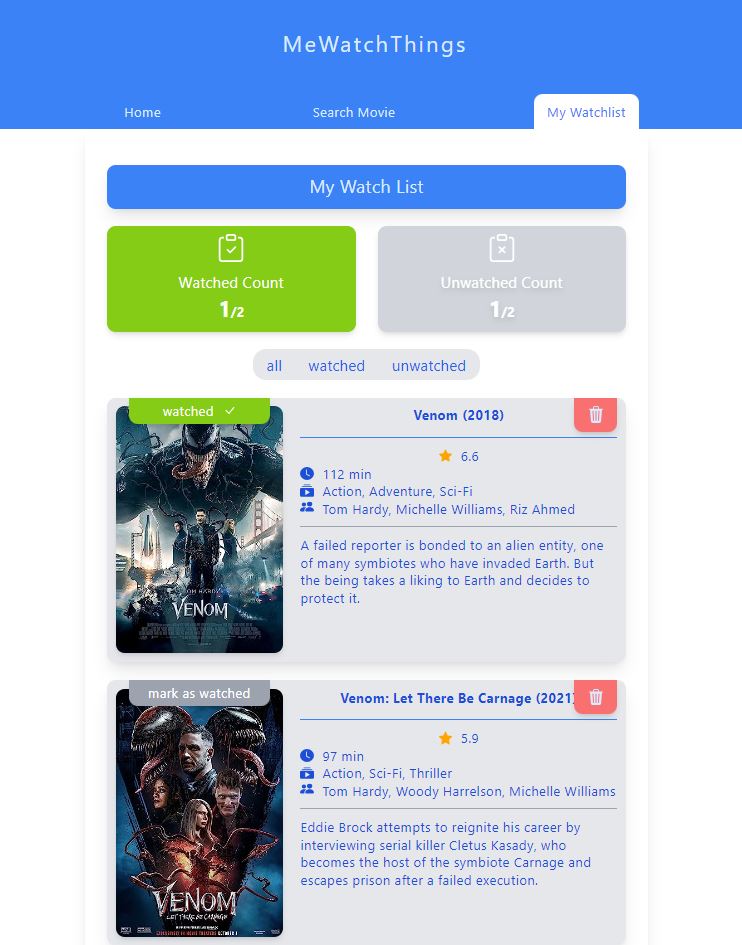 MeWatchThings
Home
Search Movie
My Watchlist
My Watch List
Watched Count
1/2
Unwatched Count
1/2
all
watched
unwatched
watched
TOM HARDY
VENOM
Venom (2018)
6.6
112 min
Action, Adventure, Sci-Fi
Tom Hardy, Michelle Williams, Riz Ahmed
A failed reporter is bonded to an alien entity, one
of many symbiotes who have invaded Earth. But
the being takes a liking to Earth and decides to
protect it.
mark as watched
VENOM
LET THERE BE CARNAGE
Venom: Let There Be Carnage (2021
5.9
97 min
Action, Sci-Fi, Thriller
Tom Hardy, Woody Harrelson, Michelle Williams
Eddie Brock attempts to reignite his career by
interviewing serial killer Cletus Kasady, who
becomes the host of the symbiote Carnage and
escapes prison after a failed execution.